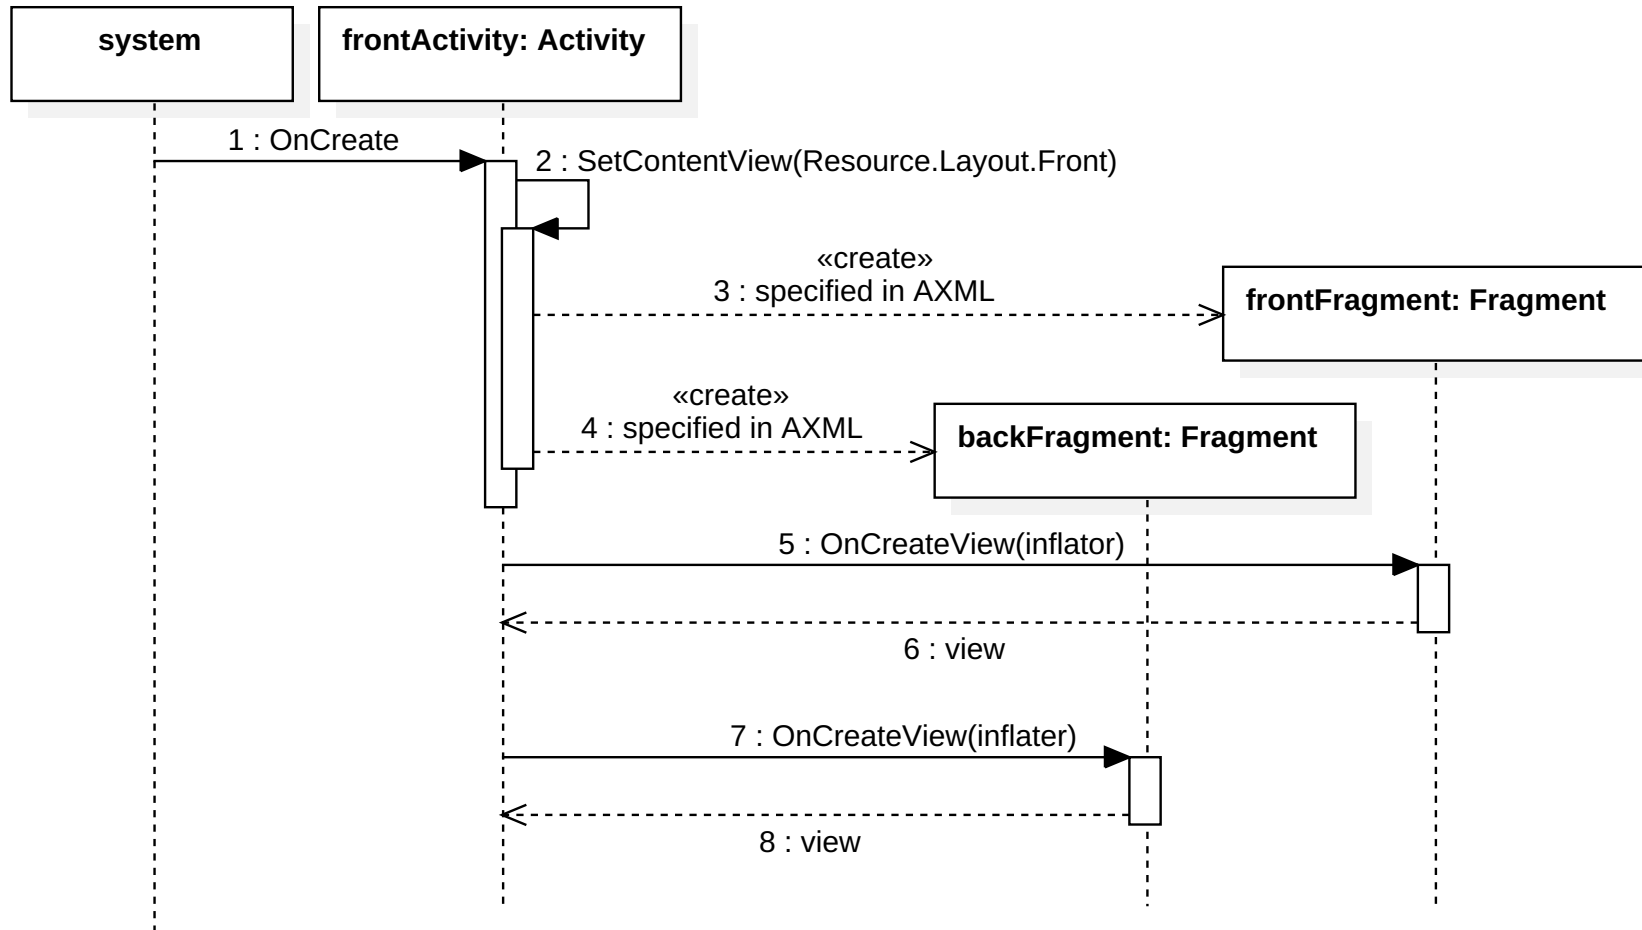 system
frontActivity: Activity
1 : OnCreate
2 : SetContentView(Resource.Layout.Front)
«create»
3 : specified in AXML
frontFragment: Fragment
«create»
4 : specified in AXML
backFragment: Fragment
5 : OnCreateView(inflator)
6 : view
7 : OnCreateView(inflater)
8 : view